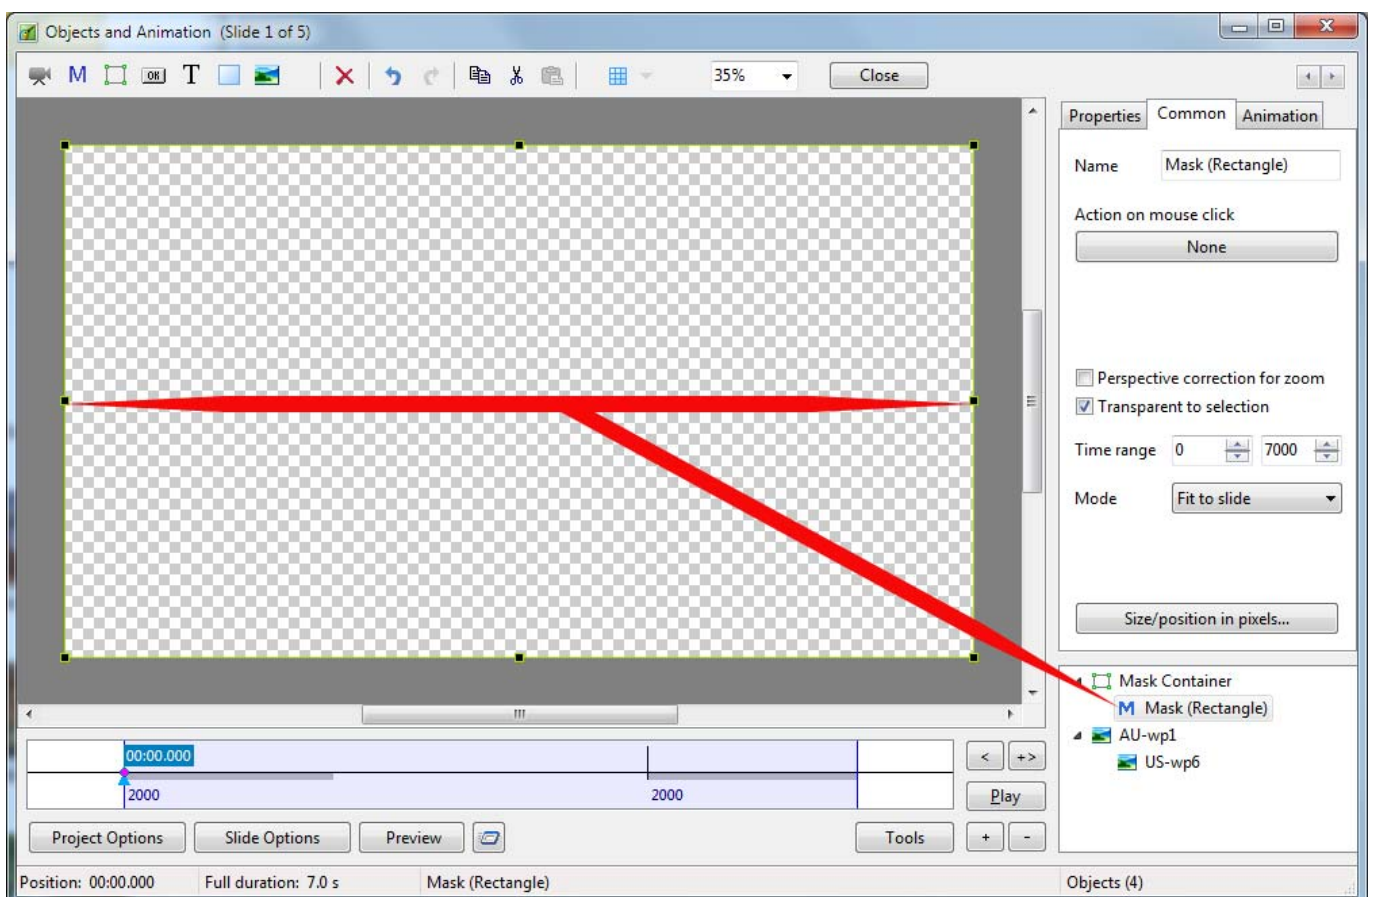 Objects and Animation (Slide 1 of 5)
M OK T 35% Close
Properties Common Animation
Name Mask (Rectangle)
Action on mouse click
None
Perspective correction for zoom
Transparent to selection
Time range 0 7000
Mode Fit to slide
Size/position in pixels...
Mask Container
M Mask (Rectangle)
AU-wp1
US-wp6
00:00.000
2000 2000
< +>
Play
Project Options Slide Options Preview Tools + -
Position: 00:00.000 Full duration: 7.0 s Mask (Rectangle) Objects (4)